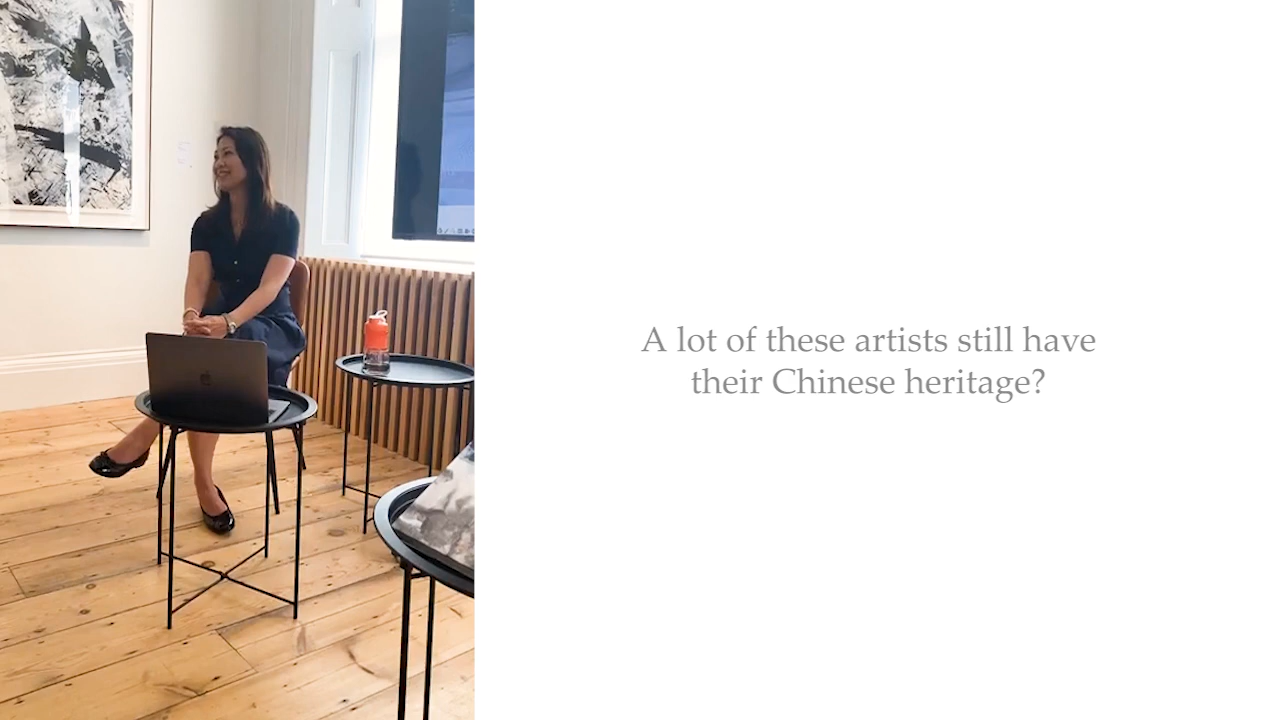 A lot of these artists still have
their Chinese heritage?